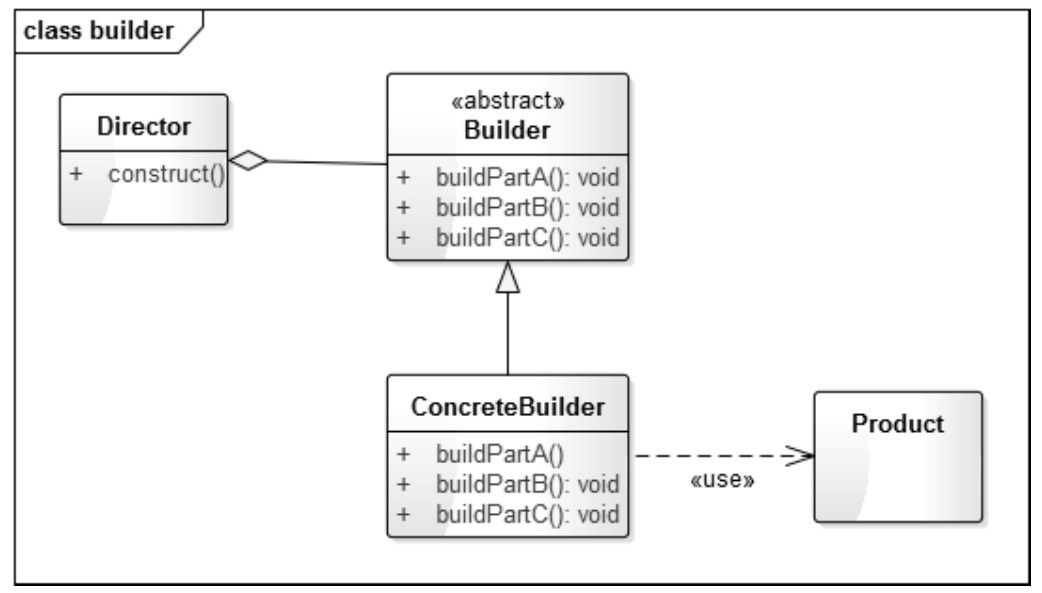 class builder
Director
+ construct()
«abstract»
Builder
+ buildPartA(): void
+ buildPartB(): void
+ buildPartC(): void
ConcreteBuilder
+ buildPartA()
+ buildPartB(): void
+ buildPartC(): void
«use»
Product